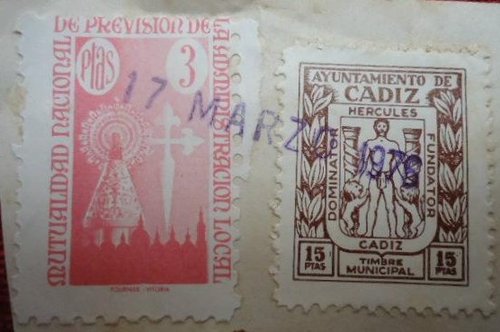 MUTUALIDAD NACIONAL DE PREVISION DE LA ADMINISTRACION LOCAL
Ptas 3
FOURNIER - VITORIA
17 MARZO 1978
AYUNTAMIENTO DE
CADIZ
HERCULES
DOMINATOR
FUNDATOR
CADIZ
15 PTAS
TIMBRE
MUNICIPAL
15 PTAS